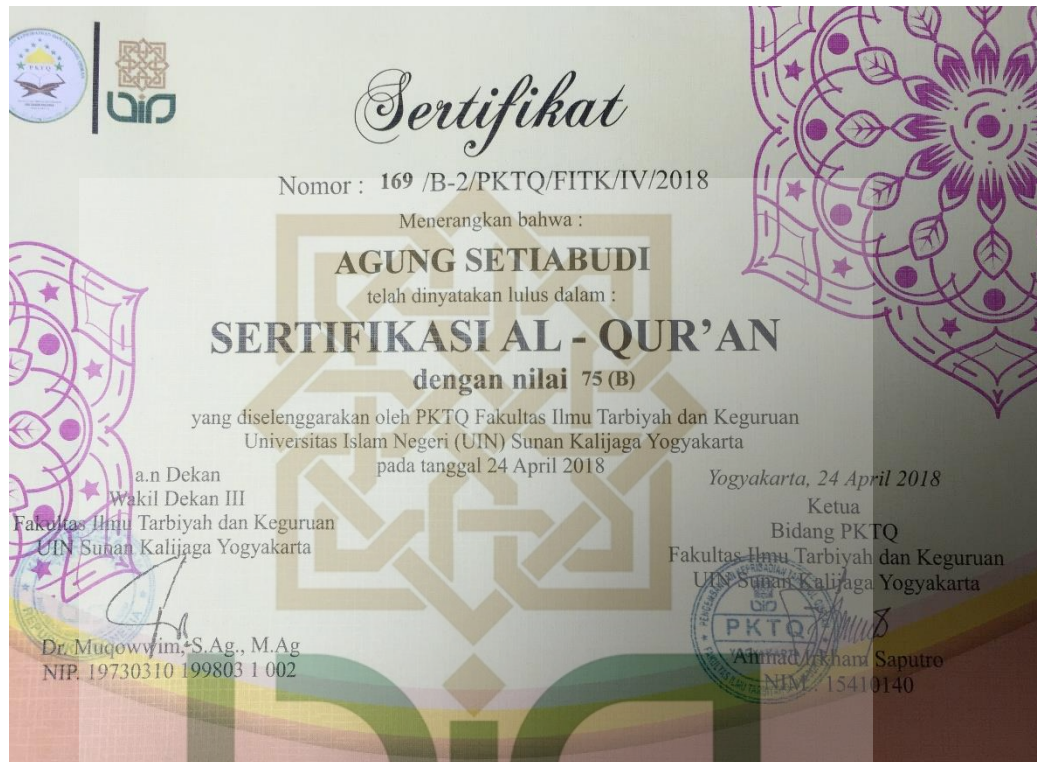 PKTQ
Sertifikat
Nomor : 169 /B-2/PKTQ/FITK/IV/2018
Menerangkan bahwa :
AGUNG SETIABUDI
telah dinyatakan lulus dalam :
SERTIFIKASI AL - QUR'AN
dengan nilai 75 (B)
yang diselenggarakan oleh PKTQ Fakultas Ilmu Tarbiyah dan Keguruan
Universitas Islam Negeri (UIN) Sunan Kalijaga Yogyakarta
pada tanggal 24 April 2018
a.n Dekan
Wakil Dekan III
Fakultas Ilmu Tarbiyah dan Keguruan
UIN Sunan Kalijaga Yogyakarta
Dr. Muqowwim, S.Ag., M.Ag
NIP. 19730310 199803 1 002
Yogyakarta, 24 April 2018
Ketua
Bidang PKTQ
Fakultas Ilmu Tarbiyah dan Keguruan
UIN Sunan Kalijaga Yogyakarta
PKTQ
YOGYAKARTA
Ahmad Irkham Saputro
NIM : 15410140